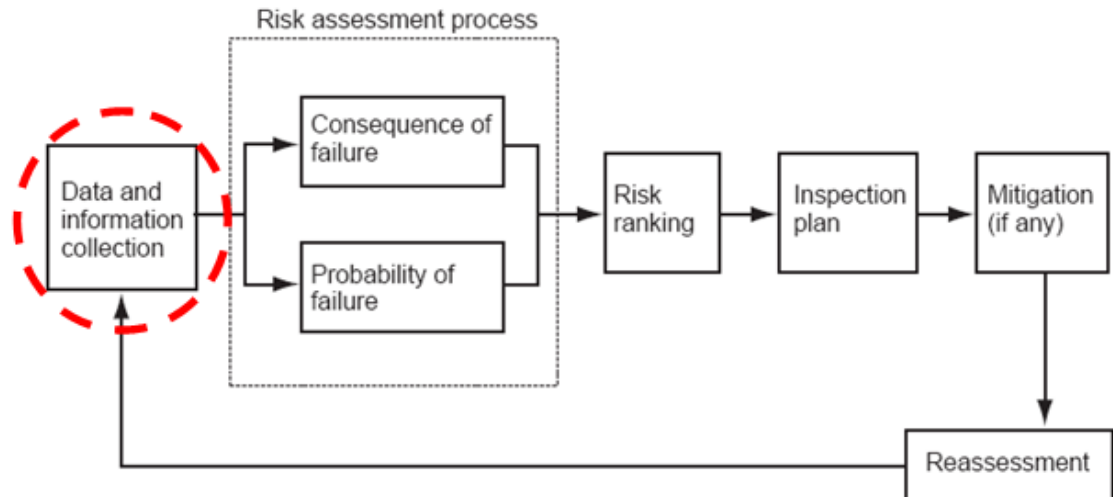 Risk assessment process
Consequence of
failure
Data and
information
collection
Probability of
failure
Risk
ranking
Inspection
plan
Mitigation
(if any)
Reassessment